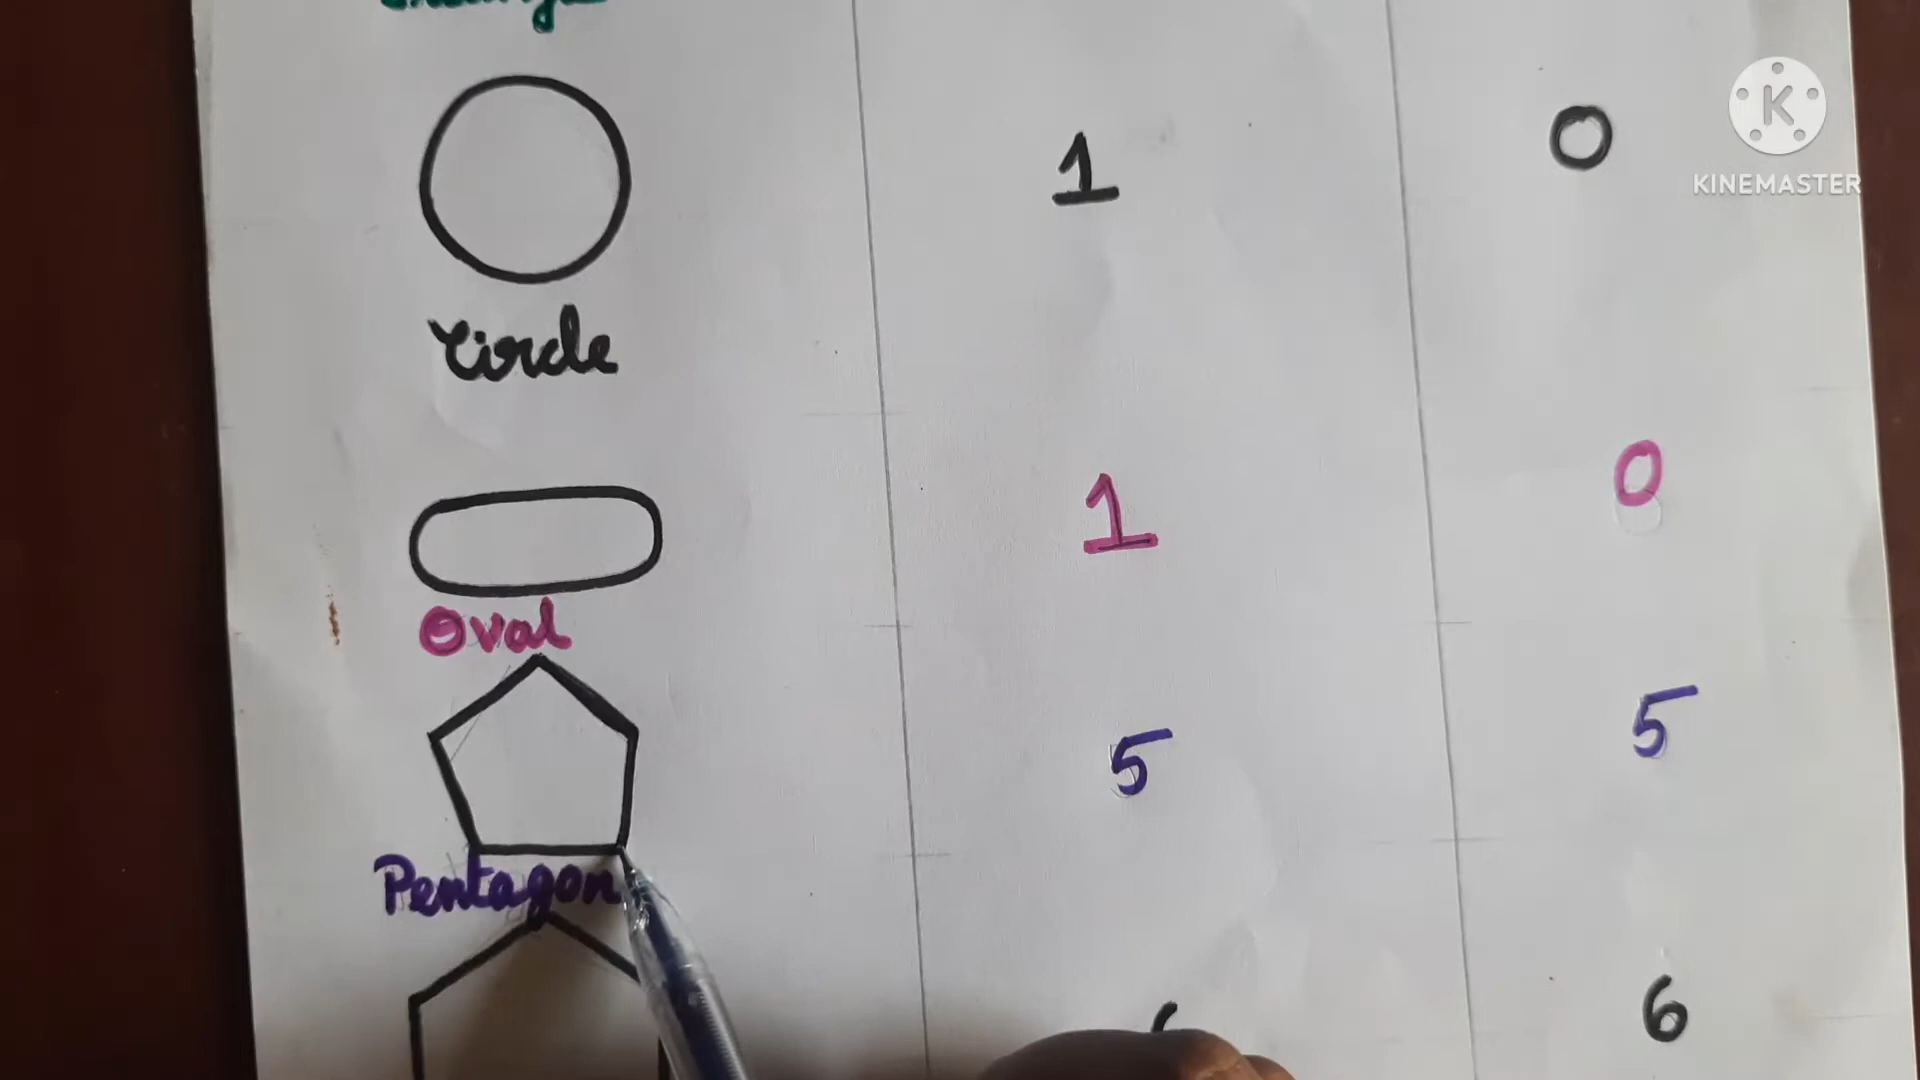 1 0
K
KINEMASTER
Circle
1 0
Oval
5 5
Pentagon
6